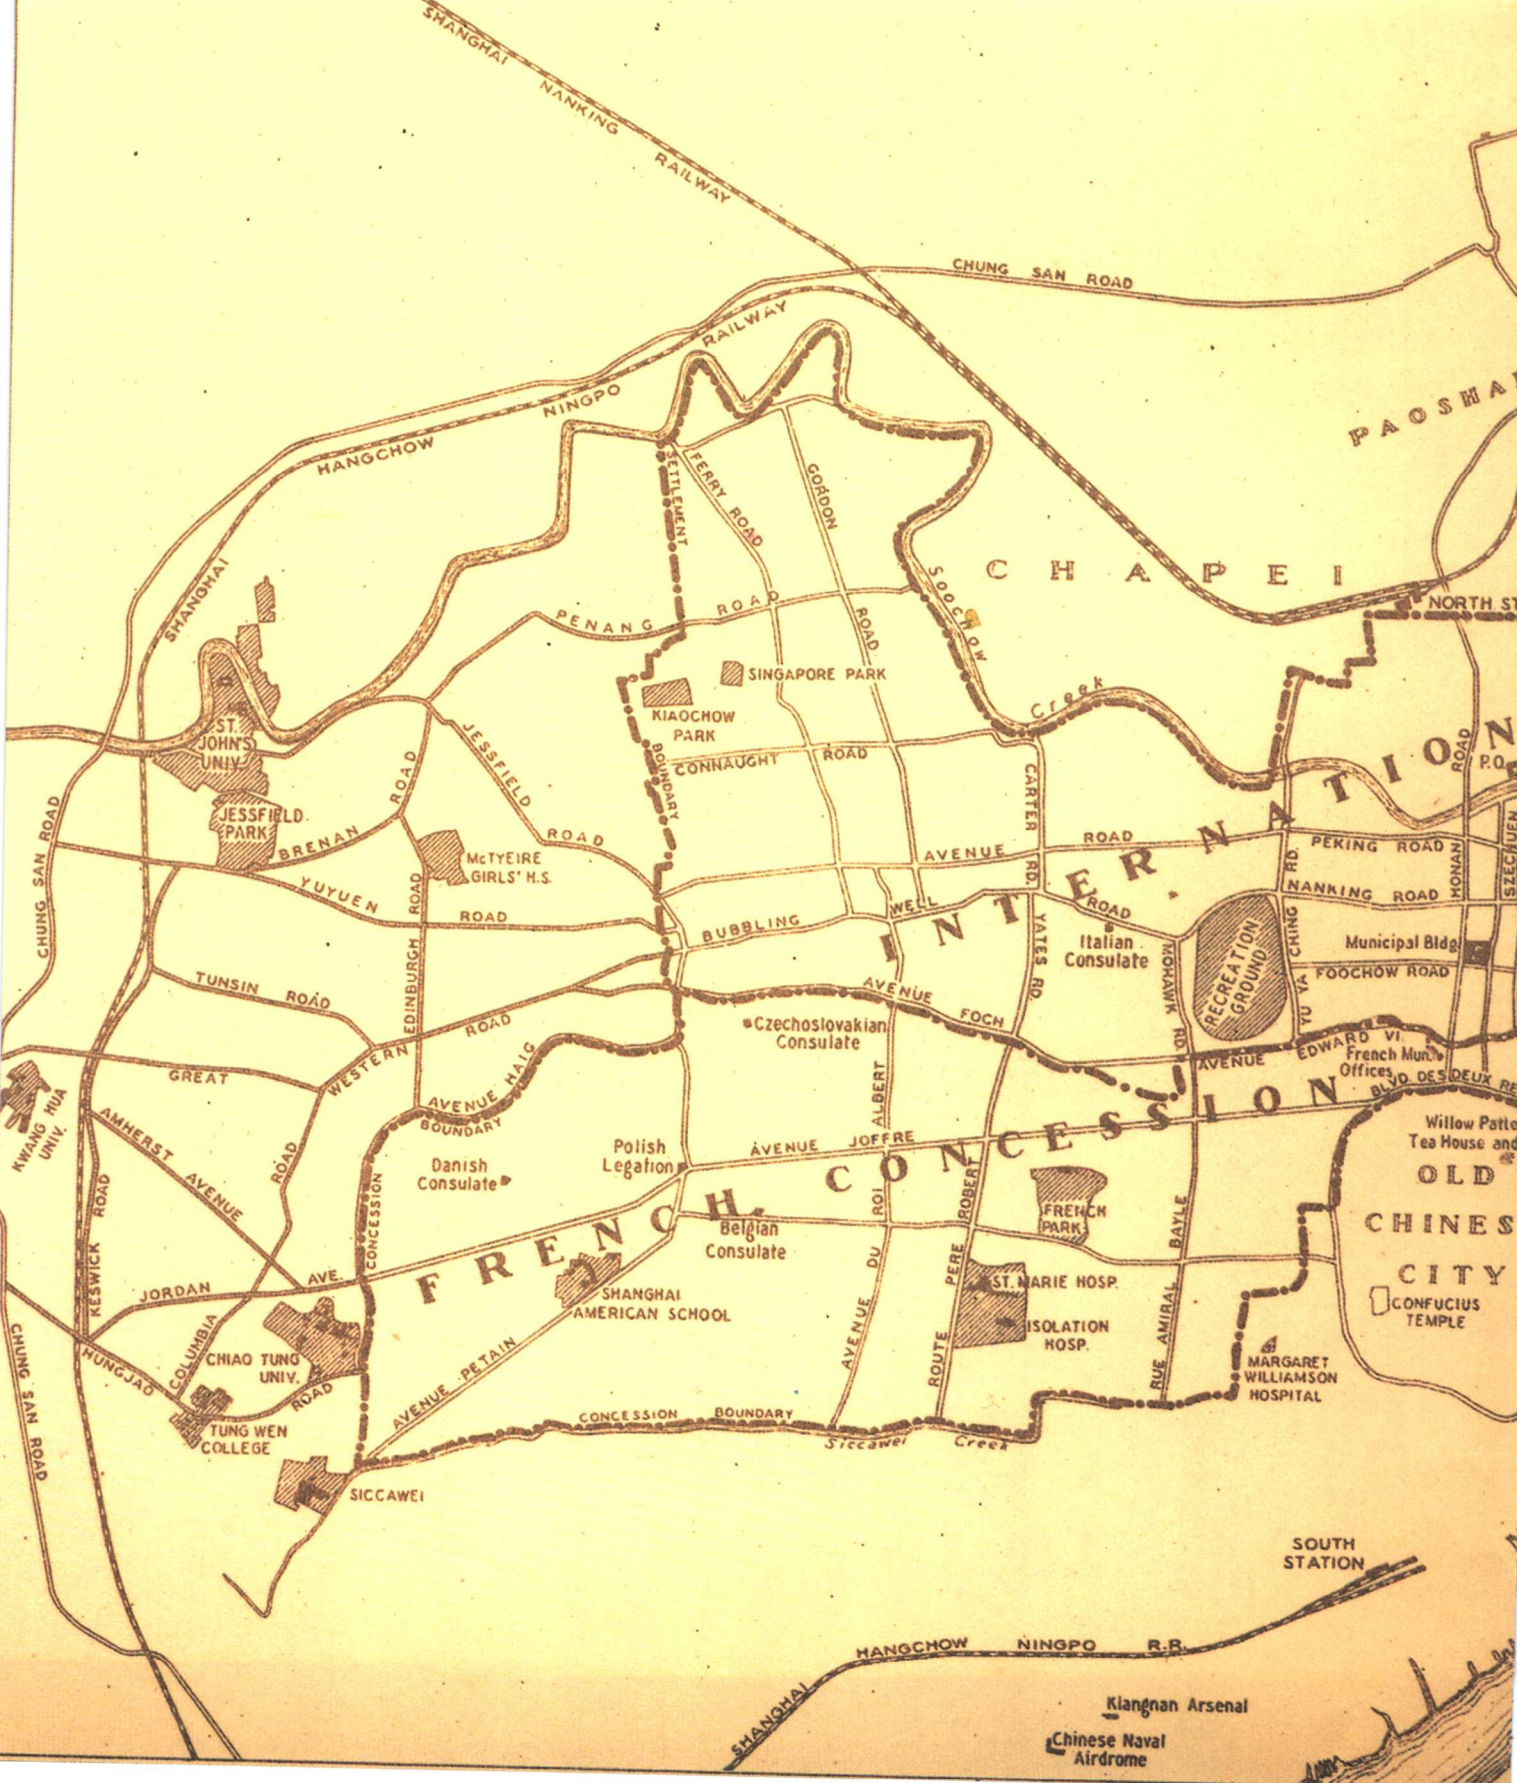 SHANGHAI NANKING RAILWAY
CHUNG SAN ROAD
SHANGHAI HANGCHOW NINGPO RAILWAY
SETTLEMENT BOUNDARY
FERRY ROAD
GORDON ROAD
SOOCHOW Creek
CHAPEI
NORTH ST
PENANG ROAD
SINGAPORE PARK
KIAOCHOW
PARK
ST.
JOHN'S
UNIV.
JESSFIELD
PARK
BRENAN ROAD
JESSFIELD ROAD
McTYEIRE
GIRLS' H.S.
CONNAUGHT ROAD
CARTER RD.
AVENUE ROAD
INTERNATION
ROAD
P.O.
PEKING ROAD
HONAN
SZECHUEN
NANKING ROAD
CHUNG SAN ROAD
YUYUEN ROAD
EDINBURGH ROAD
BUBBLING WELL ROAD
YATES RD.
Italian
Consulate
MOHAWK RD.
RECREATION
GROUND
YU YA CHING RD.
Municipal Bldg.
FOOCHOW ROAD
TUNSIN ROAD
WESTERN ROAD
AVENUE FOCH
Czechoslovakian
Consulate
AVENUE EDWARD VI.
French Mun.
Offices
BLVD DES DEUX RE
GREAT WESTERN ROAD
KWANG HUA
UNIV.
AMHERST AVENUE
AVENUE HAIG
CONCESSION BOUNDARY
Danish
Consulate
Polish
Legation
AVENUE JOFFRE
AVENUE DU ROI ALBERT
FRENCH CONCESSION
Willow Patte
Tea House and
OLD
CHINES
CITY
CONFUCIUS
TEMPLE
Belgian
Consulate
ROUTE PERE ROBERT
FRENCH
PARK
RUE AMIRAL BAYLE
KESWICK ROAD
JORDAN AVE.
COLUMBIA ROAD
SHANGHAI
AMERICAN SCHOOL
ST. MARIE HOSP.
ISOLATION
HOSP.
MARGARET
WILLIAMSON
HOSPITAL
HUNGJAO ROAD
CHIAO TUNG
UNIV.
TUNG WEN
COLLEGE
AVENUE PETAIN
CONCESSION BOUNDARY
Siccawei Creek
CHUNG SAN ROAD
SICCAWEI
SOUTH
STATION
SHANGHAI HANGCHOW NINGPO R.R.
Kiangnan Arsenal
Chinese Naval
Airdrome
PAOSHA